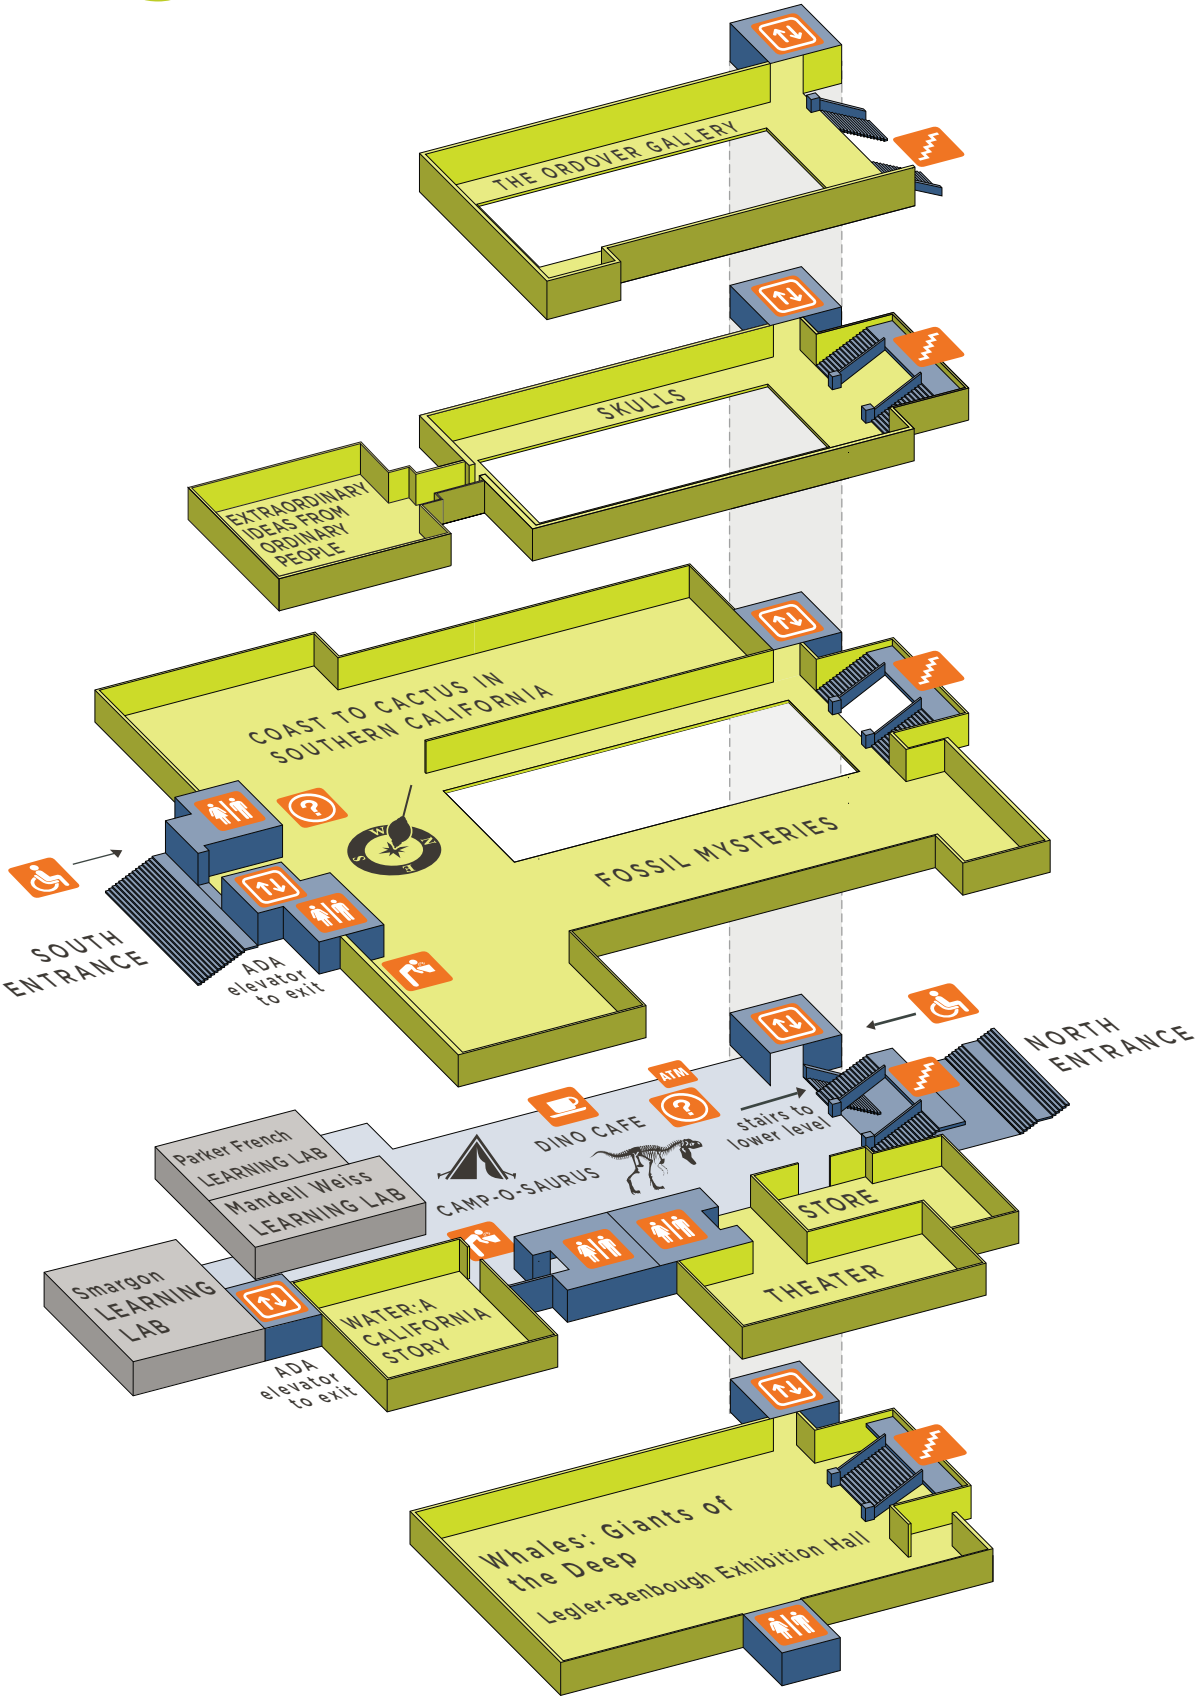 THE ORDOVER GALLERY
SKULLS
EXTRAORDINARY
IDEAS FROM
ORDINARY
PEOPLE
COAST TO CACTUS IN
SOUTHERN CALIFORNIA
?
W
N
S
E
FOSSIL MYSTERIES
SOUTH
ENTRANCE
ADA
elevator
to exit
NORTH
ENTRANCE
ATM
?
DINO CAFE
stairs to
lower level
CAMP-O-SAURUS
Parker French
LEARNING LAB
Mandell Weiss
LEARNING LAB
STORE
THEATER
Smargon
LEARNING
LAB
WATER: A
CALIFORNIA
STORY
ADA
elevator
to exit
Whales: Giants of
the Deep
Legler-Benbough Exhibition Hall